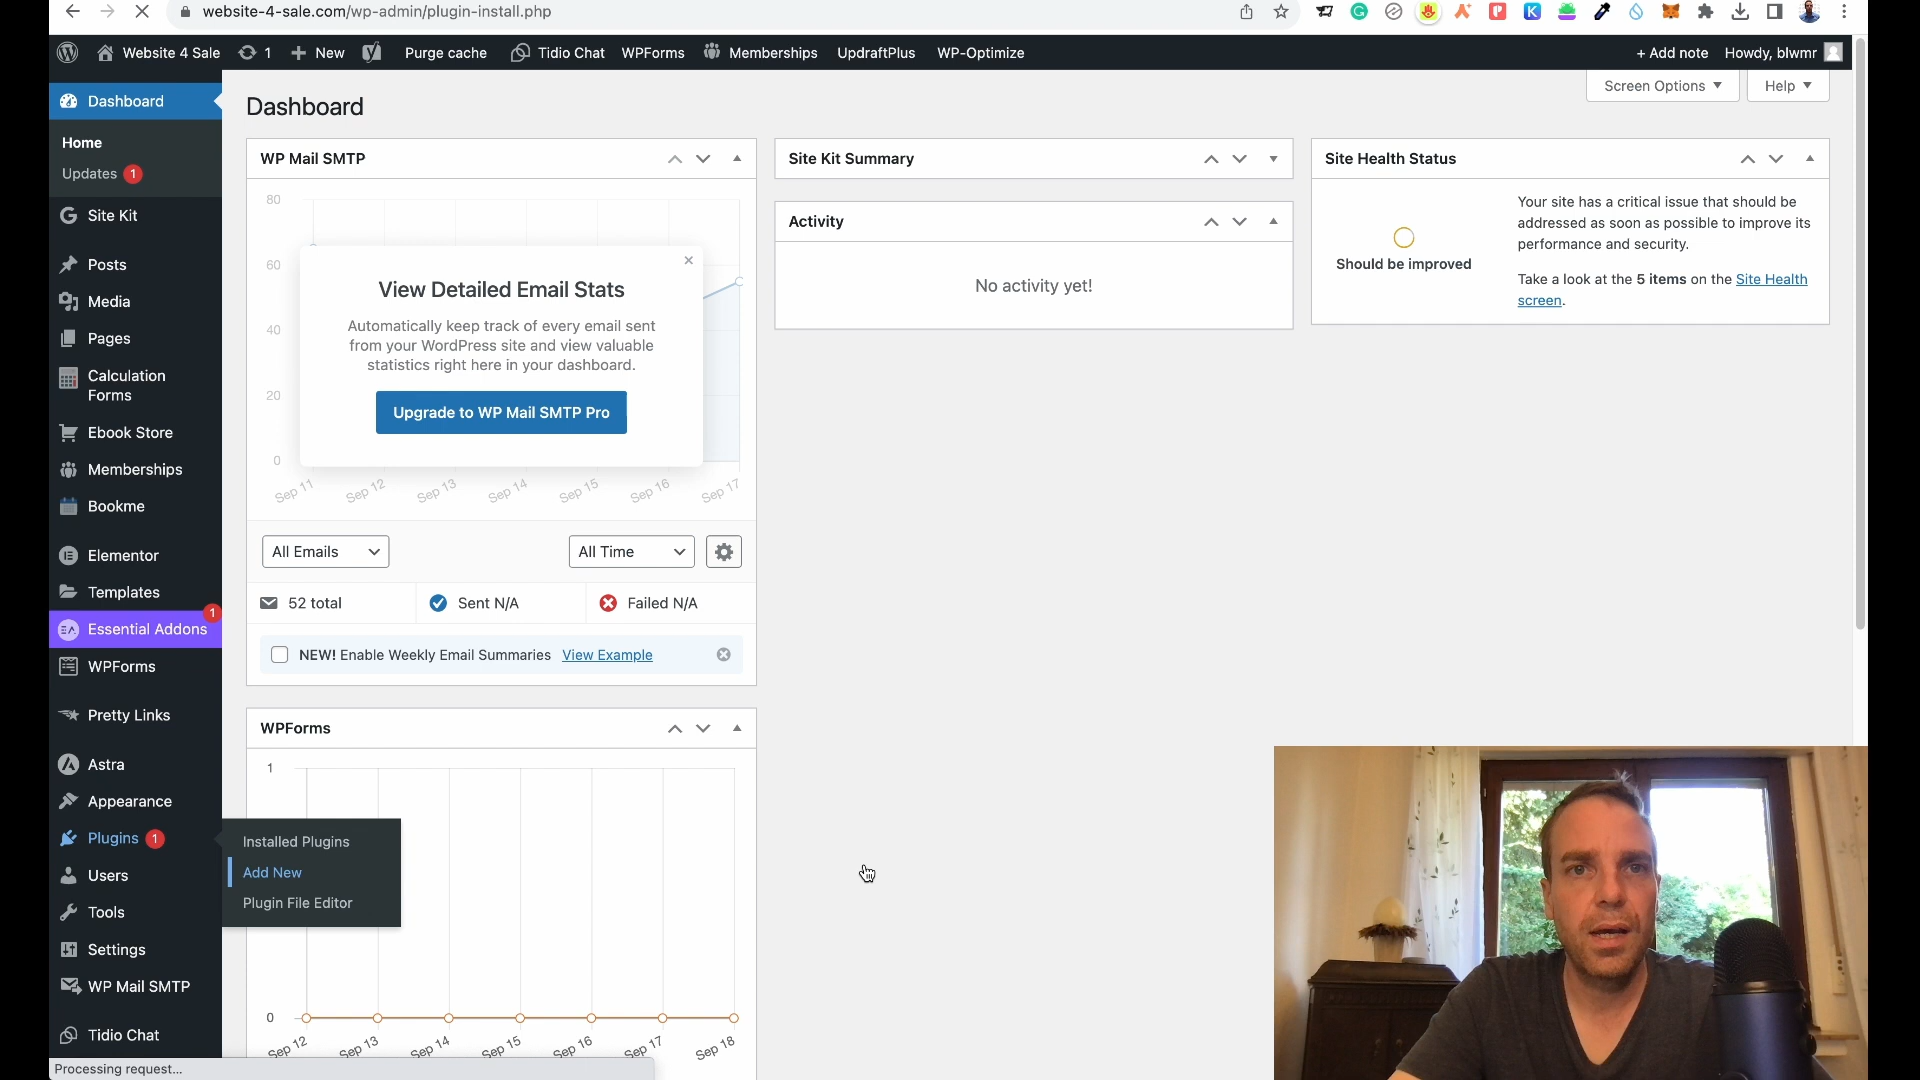 website-4-sale.com/wp-admin/plugin-install.php
Website 4 Sale
1
New
Purge cache
Tidio Chat
WPForms
Memberships
UpdraftPlus
WP-Optimize
+ Add note
Howdy, blwmr
Dashboard
Home
Updates 1
Site Kit
Posts
Media
Pages
Calculation
Forms
Ebook Store
Memberships
Bookme
Elementor
Templates
1
Essential Addons
WPForms
Pretty Links
Astra
Appearance
Plugins 1
Users
Tools
Settings
WP Mail SMTP
Tidio Chat
Installed Plugins
Add New
Plugin File Editor
Dashboard
Screen Options
Help
WP Mail SMTP
80
60
40
20
0
View Detailed Email Stats
Automatically keep track of every email sent
from your WordPress site and view valuable
statistics right here in your dashboard.
Upgrade to WP Mail SMTP Pro
Sep 11
Sep 12
Sep 13
Sep 14
Sep 15
Sep 16
Sep 17
All Emails
All Time
52 total
Sent N/A
Failed N/A
NEW! Enable Weekly Email Summaries View Example
WPForms
1
0
Sep 12
Sep 13
Sep 14
Sep 15
Sep 16
Sep 17
Sep 18
Site Kit Summary
Activity
No activity yet!
Site Health Status
Should be improved
Your site has a critical issue that should be
addressed as soon as possible to improve its
performance and security.
Take a look at the 5 items on the Site Health
screen.
Processing request...